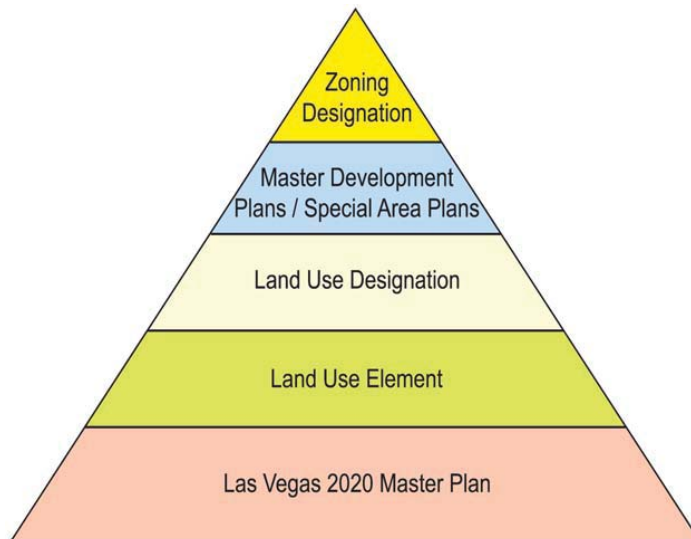 Zoning
Designation
Master Development
Plans / Special Area Plans
Land Use Designation
Land Use Element
Las Vegas 2020 Master Plan